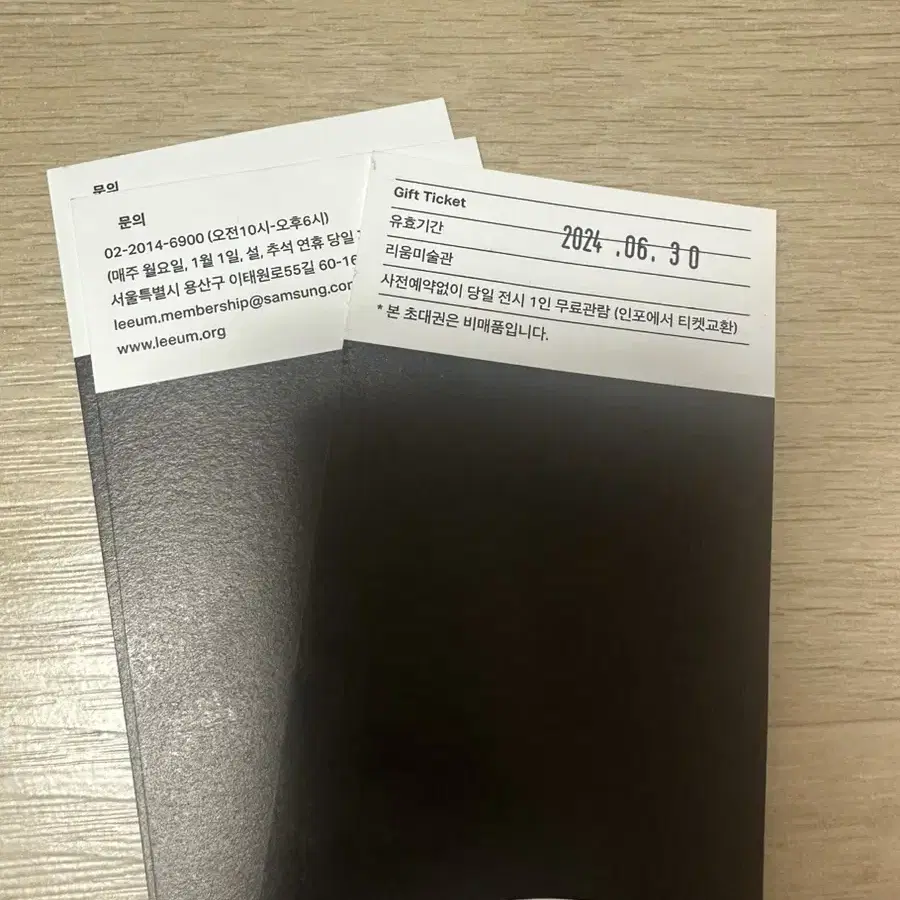 문의
문의
02-2014-6900 (오전10시-오후6시)
(매주 월요일, 1월 1일, 설, 추석 연휴 당일
서울특별시 용산구 이태원로55길 60-16
leeum.membership@samsung.com
www.leeum.org
Gift Ticket
유효기간 2024.06.30
리움미술관
사전예약없이 당일 전시 1인 무료관람 (인포에서 티켓교환)
* 본 초대권은 비매품입니다.